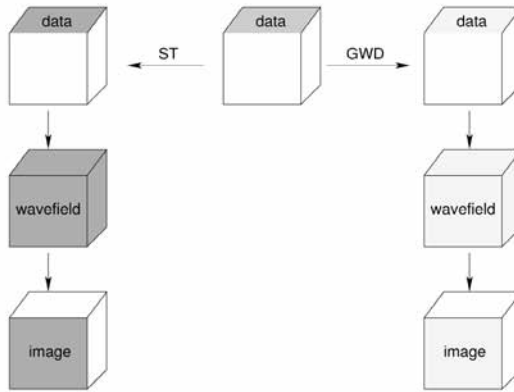 data
data
data
ST
GWD
wavefield
wavefield
image
image